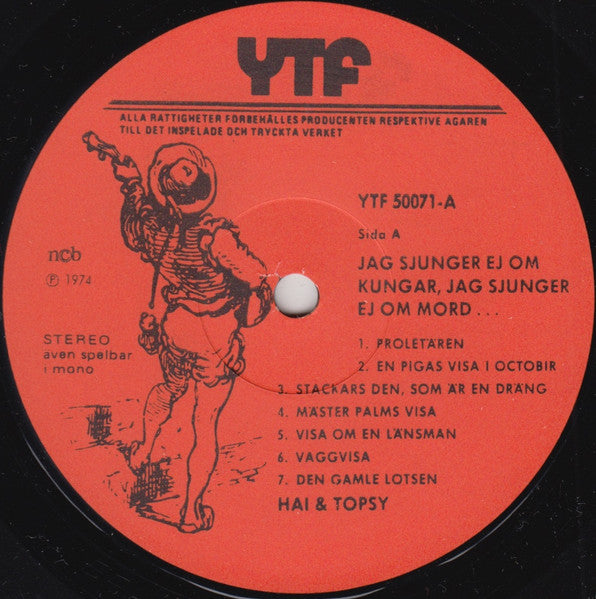 YTF
ALLA RÄTTIGHETER FÖRBEHÅLLES PRODUCENTEN RESPEKTIVE ÄGAREN
TILL DET INSPELADE OCH TRYCKTA VERKET
YTF 50071-A
Sida A
ncb
℗ 1974
JAG SJUNGER EJ OM
KUNGAR, JAG SJUNGER
EJ OM MORD . . .
STEREO
även spelbar
i mono
1. PROLETÄREN
2. EN PIGAS VISA I OCTOBIR
3. STACKARS DEN, SOM ÄR EN DRÄNG
4. MÄSTER PALMS VISA
5. VISA OM EN LÄNSMAN
6. VAGGVISA
7. DEN GAMLE LOTSEN
HAI & TOPSY